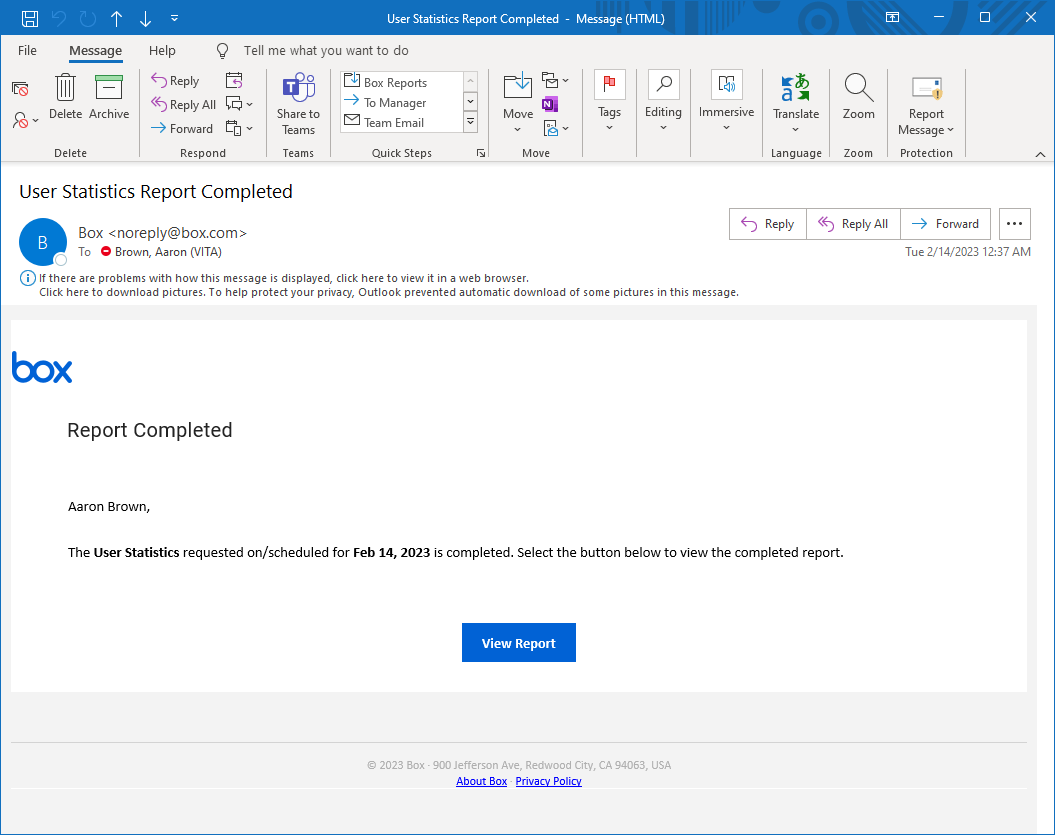 User Statistics Report Completed - Message (HTML)
File Message Help Tell me what you want to do
Delete Archive
Delete
Reply
Reply All
Forward
Respond
Share to
Teams
Teams
Box Reports
To Manager
Team Email
Quick Steps
Move
Move
Tags
Editing
Immersive
Translate
Language
Zoom
Zoom
Report
Message
Protection
User Statistics Report Completed
B
Box <noreply@box.com>
To Brown, Aaron (VITA)
Reply Reply All Forward
Tue 2/14/2023 12:37 AM
If there are problems with how this message is displayed, click here to view it in a web browser.
Click here to download pictures. To help protect your privacy, Outlook prevented automatic download of some pictures in this message.
box
Report Completed
Aaron Brown,
The User Statistics requested on/scheduled for Feb 14, 2023 is completed. Select the button below to view the completed report.
View Report
© 2023 Box · 900 Jefferson Ave, Redwood City, CA 94063, USA
About Box · Privacy Policy